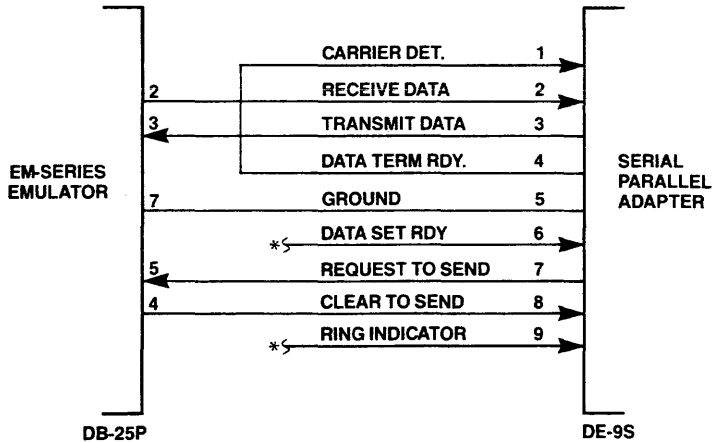 CARRIER DET. 1
2 RECEIVE DATA 2
3 TRANSMIT DATA 3
DATA TERM RDY. 4
EM-SERIES
EMULATOR
SERIAL
PARALLEL
ADAPTER
7 GROUND 5
* DATA SET RDY 6
5 REQUEST TO SEND 7
4 CLEAR TO SEND 8
* RING INDICATOR 9
DB-25P
DE-9S